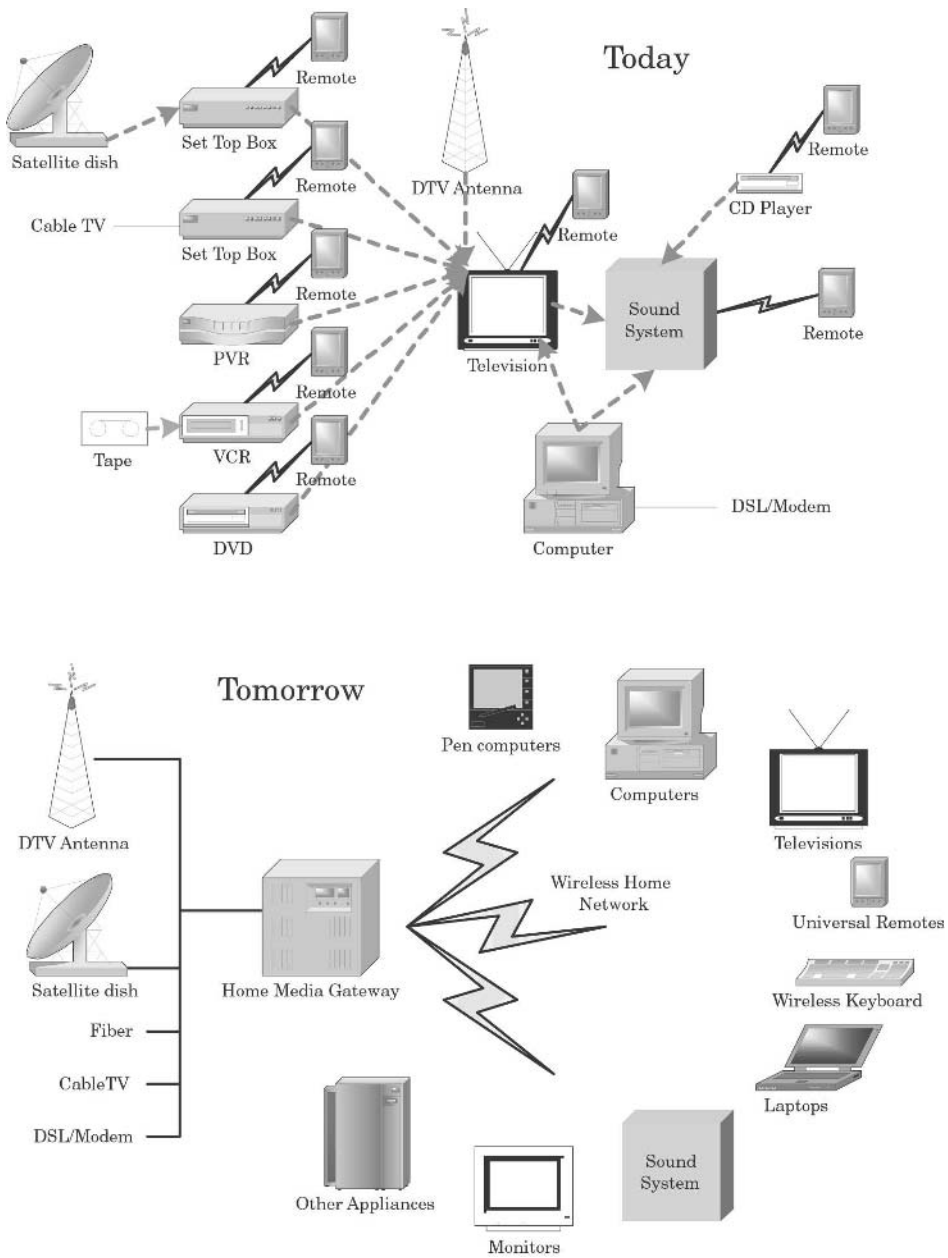 Today
Remote
Satellite dish
Set Top Box
Remote
DTV Antenna
Remote
CD Player
Cable TV
Set Top Box
Remote
Remote
PVR
Sound
System
Remote
Television
Remote
Tape
VCR
Romote
DVD
DSL/Modem
Computer
Tomorrow
Pen computers
Computers
DTV Antenna
Televisions
Wireless Home
Network
Universal Remotes
Satellite dish
Home Media Gateway
Wireless Keyboard
Fiber
CableTV
Laptops
DSL/Modem
Sound
System
Other Appliances
Monitors